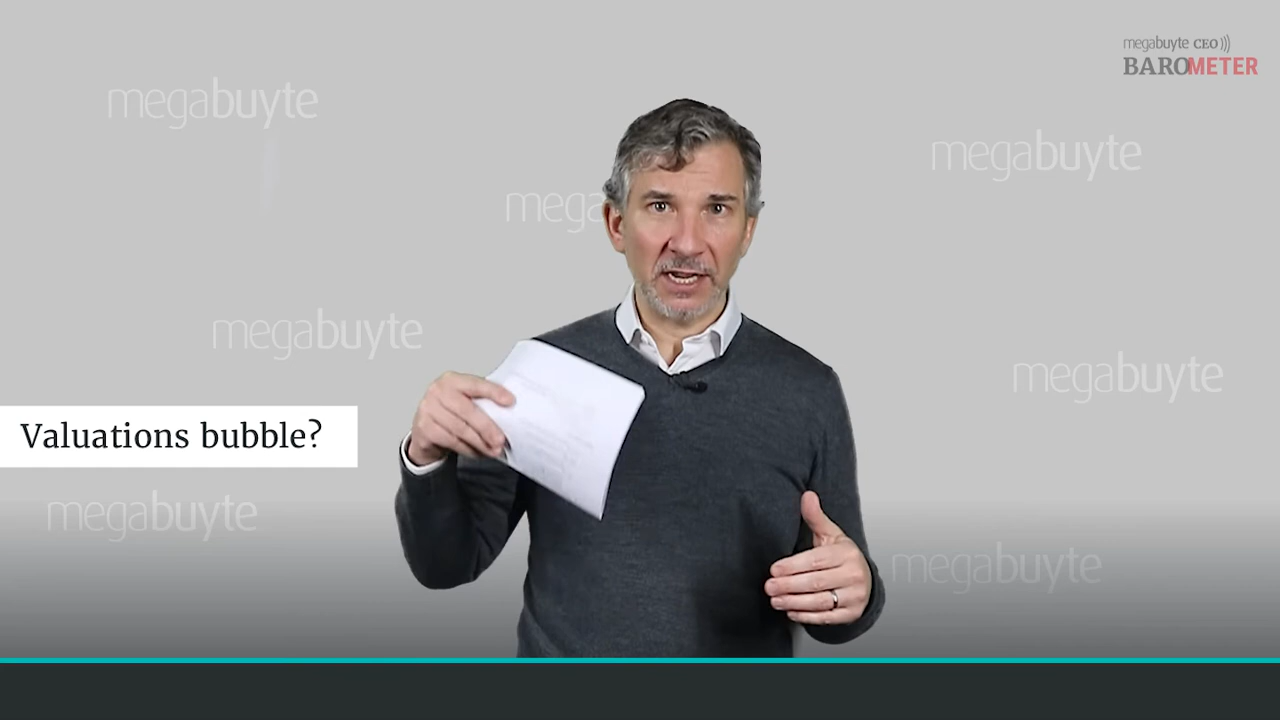 megabuyte CEO
BAROMETER
megabuyte
megabuyte
mega
megabuyte
megabuyte
Valuations bubble?
megabuyte
megabuyte